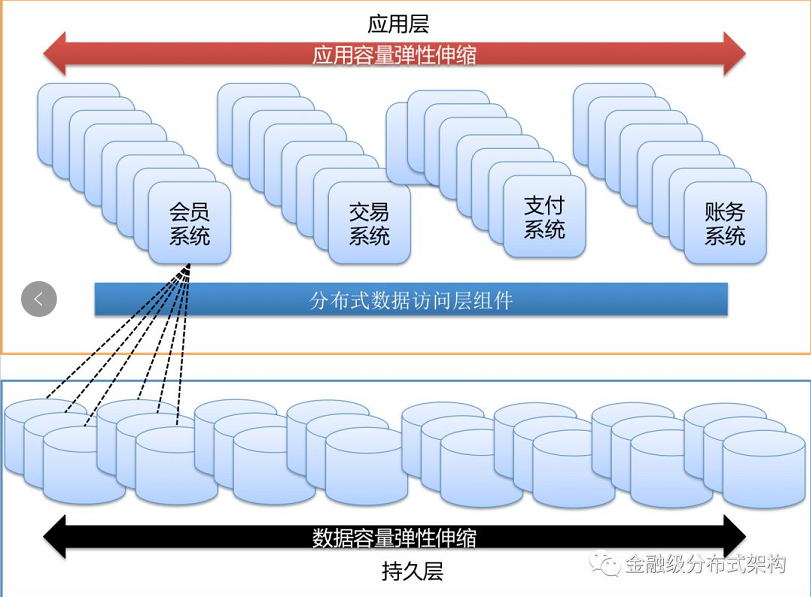 应用层
应用容量弹性伸缩
会员
系统
交易
系统
支付
系统
账务
系统
分布式数据访问层组件
数据容量弹性伸缩
持久层
金融级分布式架构